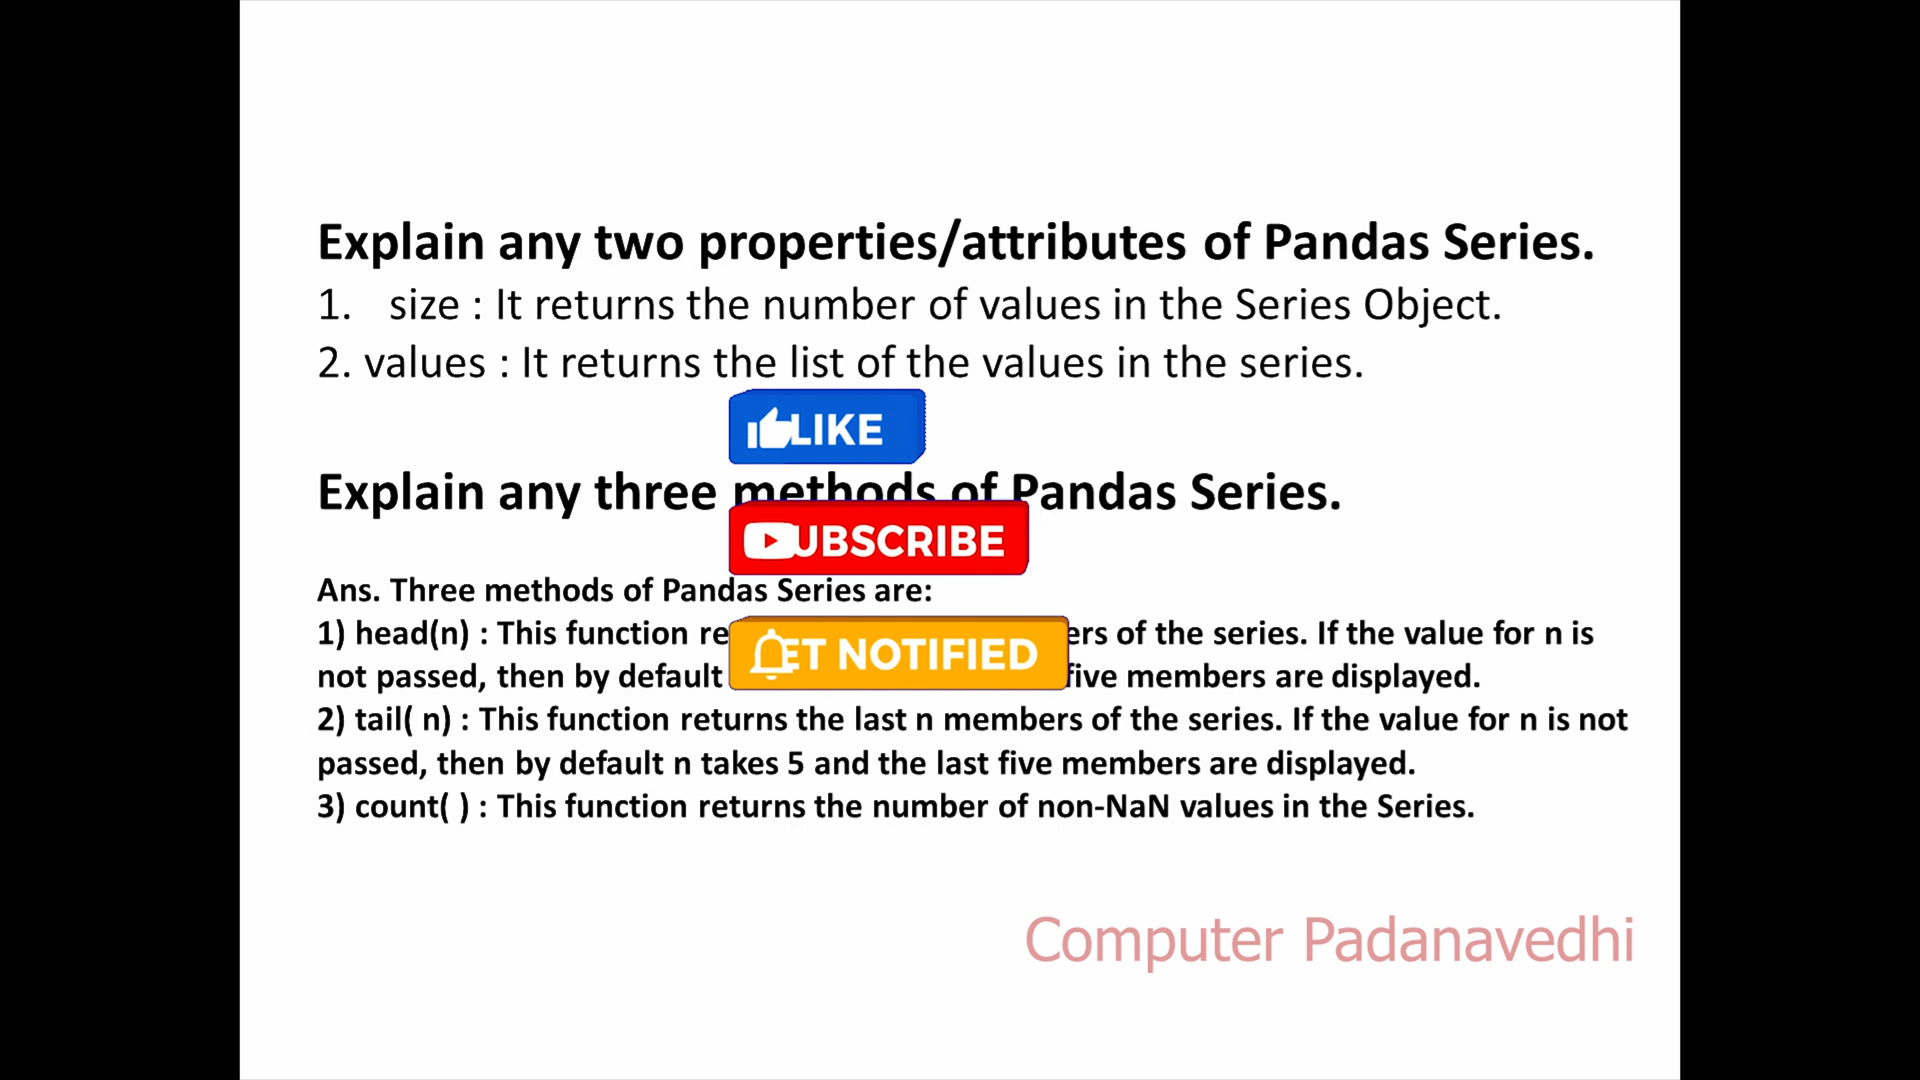 Explain any two properties/attributes of Pandas Series.
1. size : It returns the number of values in the Series Object.
2. values : It returns the list of the values in the series.
LIKE
Explain any three methods of Pandas Series.
UBSCRIBE
Ans. Three methods of Pandas Series are:
1) head(n) : This function re ers of the series. If the value for n is
ET NOTIFIED
not passed, then by default five members are displayed.
2) tail( n) : This function returns the last n members of the series. If the value for n is not
passed, then by default n takes 5 and the last five members are displayed.
3) count( ) : This function returns the number of non-NaN values in the Series.
Computer Padanavedhi